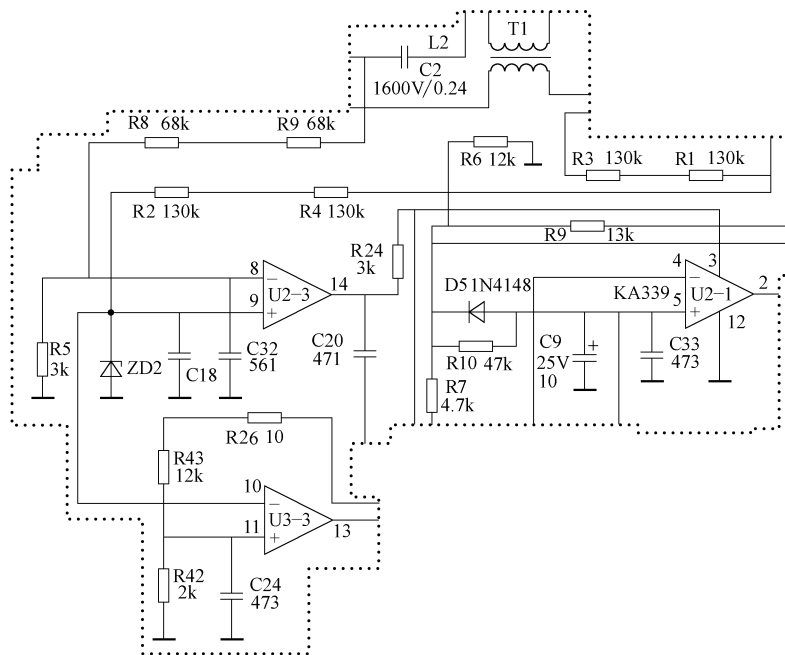 T1
L2
C2
1600V/0.24
R8 68k
R9 68k
R6 12k
R3 130k
R1 130k
R2 130k
R4 130k
R24
3k
R9
13k
8
−
14
U2−3
9
+
4
−
3
D51N4148
KA339
U2−1
2
5
+
12
R5
3k
ZD2
C18
C32
561
C20
471
R10 47k
C9
25V
10
+
C33
473
R7
4.7k
R26 10
R43
12k
10
−
U3−3
11
+
13
R42
2k
C24
473